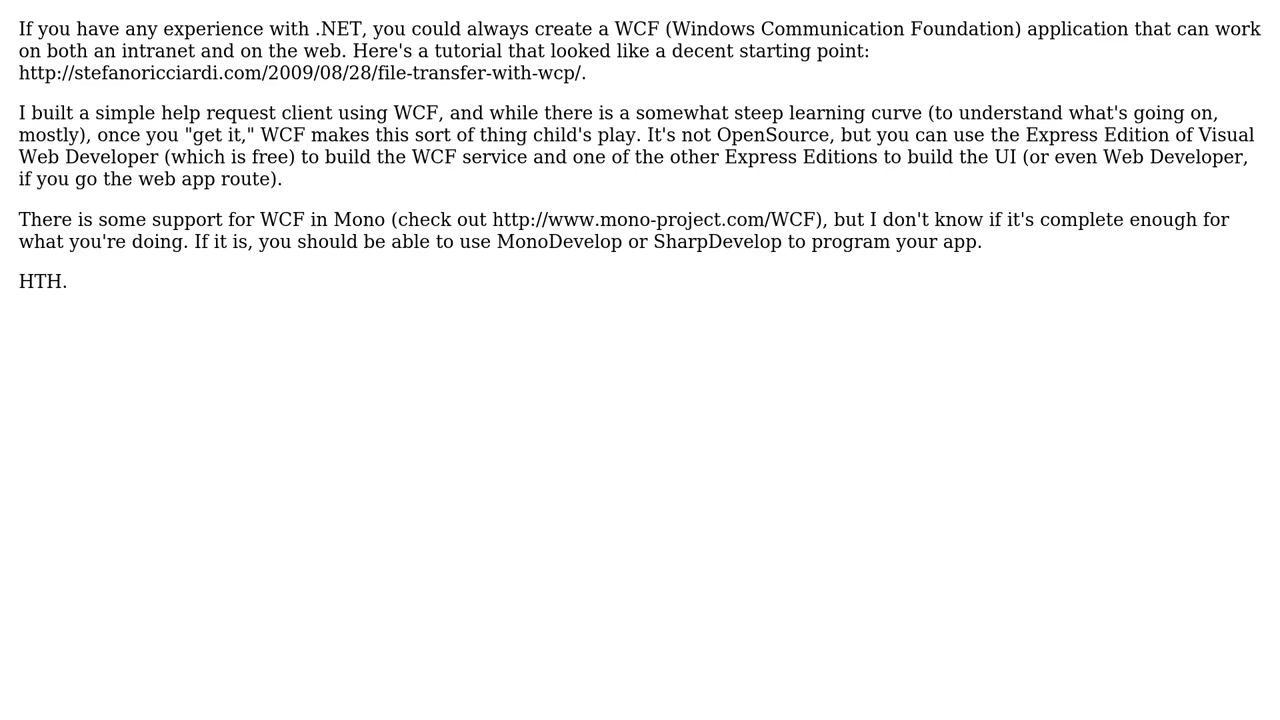 If you have any experience with .NET, you could always create a WCF (Windows Communication Foundation) application that can work
on both an intranet and on the web. Here's a tutorial that looked like a decent starting point:
http://stefanoricciardi.com/2009/08/28/file-transfer-with-wcp/.
I built a simple help request client using WCF, and while there is a somewhat steep learning curve (to understand what's going on,
mostly), once you "get it," WCF makes this sort of thing child's play. It's not OpenSource, but you can use the Express Edition of Visual
Web Developer (which is free) to build the WCF service and one of the other Express Editions to build the UI (or even Web Developer,
if you go the web app route).
There is some support for WCF in Mono (check out http://www.mono-project.com/WCF), but I don't know if it's complete enough for
what you're doing. If it is, you should be able to use MonoDevelop or SharpDevelop to program your app.
HTH.